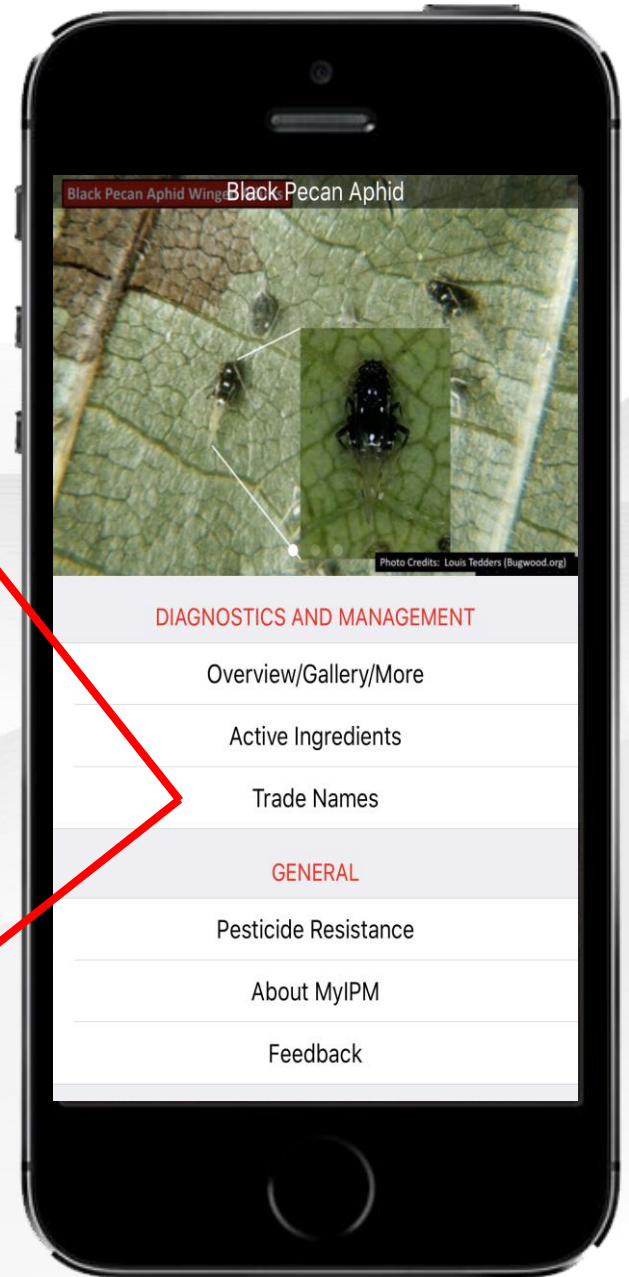 Black Pecan Aphid
Black Pecan Aphid
Photo Credits: Louis Tedders (Bugwood.org)
DIAGNOSTICS AND MANAGEMENT
Overview/Gallery/More
Active Ingredients
Trade Names
GENERAL
Pesticide Resistance
About MyIPM
Feedback